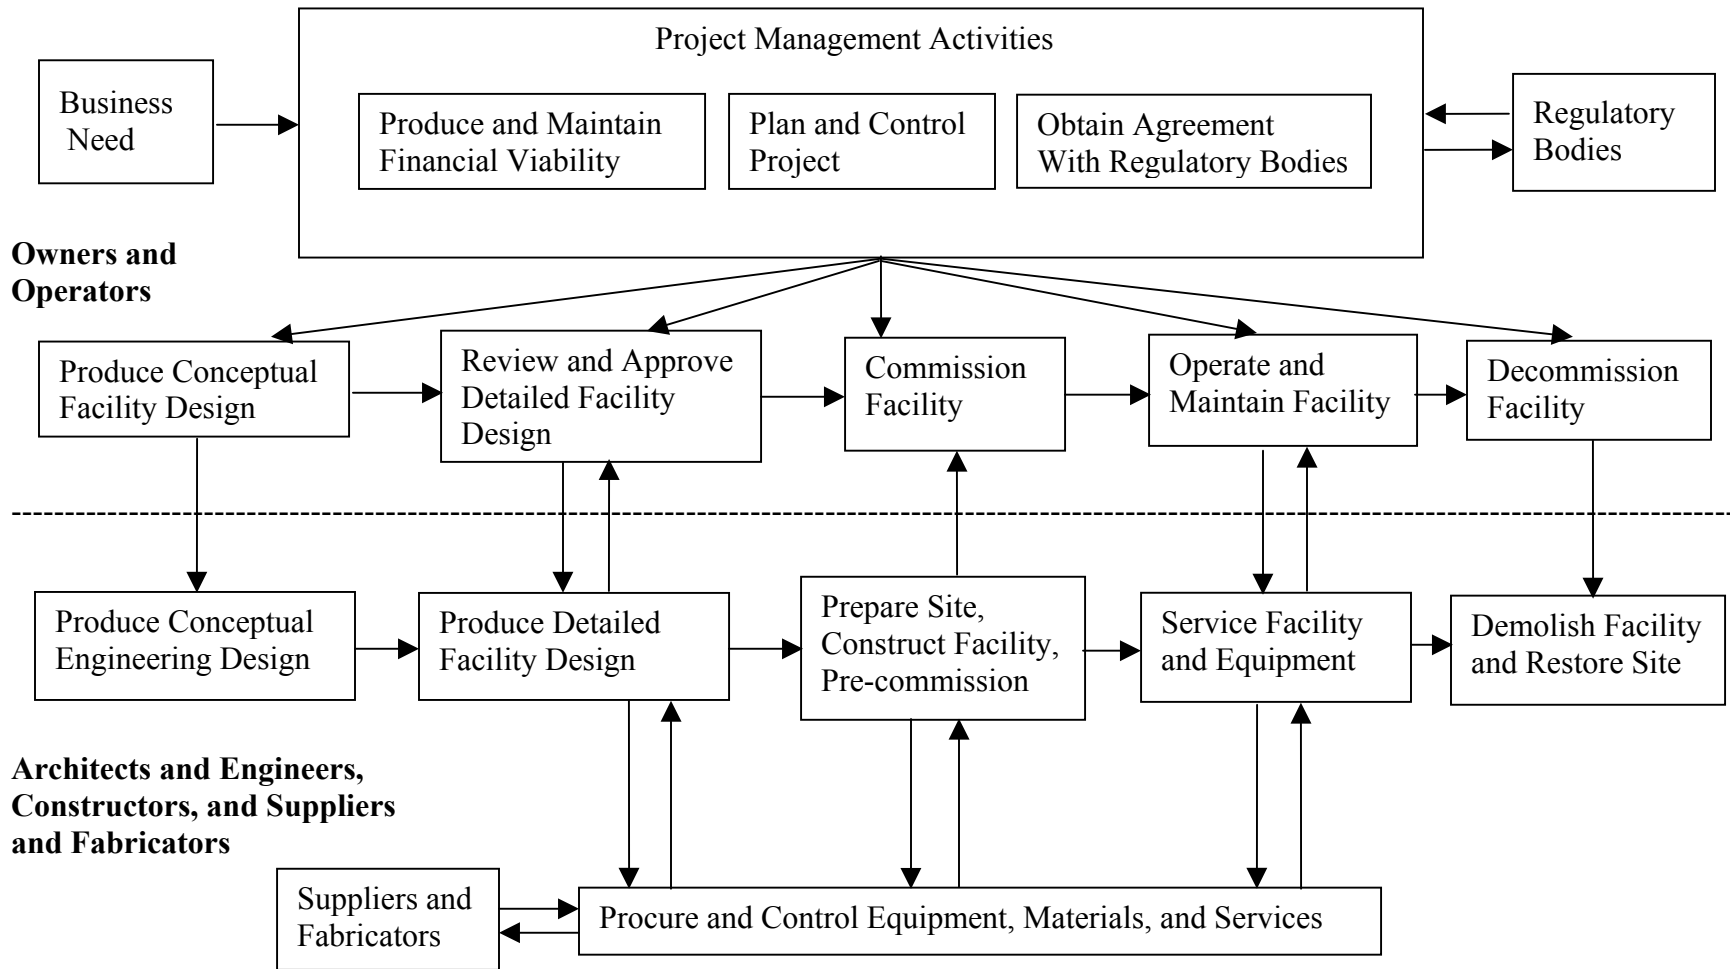 Project Management Activities
Business
Need
Produce and Maintain
Financial Viability
Plan and Control
Project
Obtain Agreement
With Regulatory Bodies
Regulatory
Bodies
Owners and
Operators
Produce Conceptual
Facility Design
Review and Approve
Detailed Facility
Design
Commission
Facility
Operate and
Maintain Facility
Decommission
Facility
Produce Conceptual
Engineering Design
Produce Detailed
Facility Design
Prepare Site,
Construct Facility,
Pre-commission
Service Facility
and Equipment
Demolish Facility
and Restore Site
Architects and Engineers,
Constructors, and Suppliers
and Fabricators
Suppliers and
Fabricators
Procure and Control Equipment, Materials, and Services